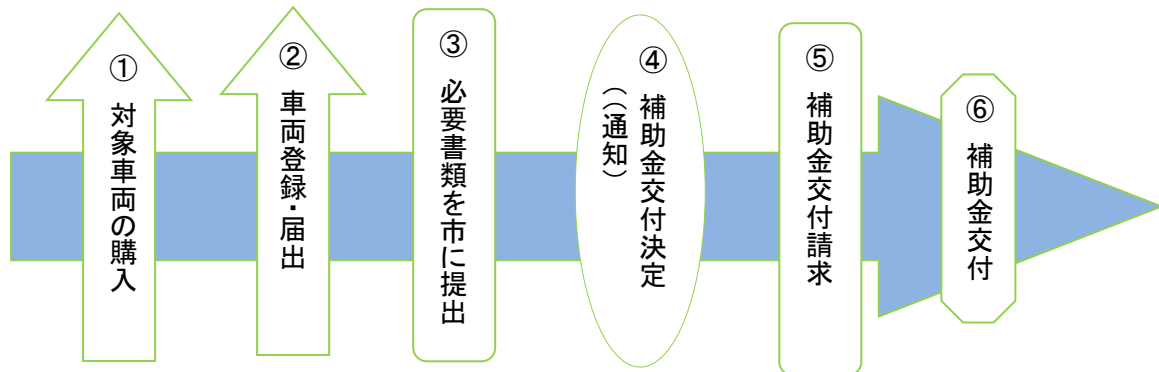 ①
対象車両の購入
②
車両登録・届出
③
必要書類を市に提出
④
補助金交付決定
（（通知）
⑤
補助金交付請求
⑥
補助金交付